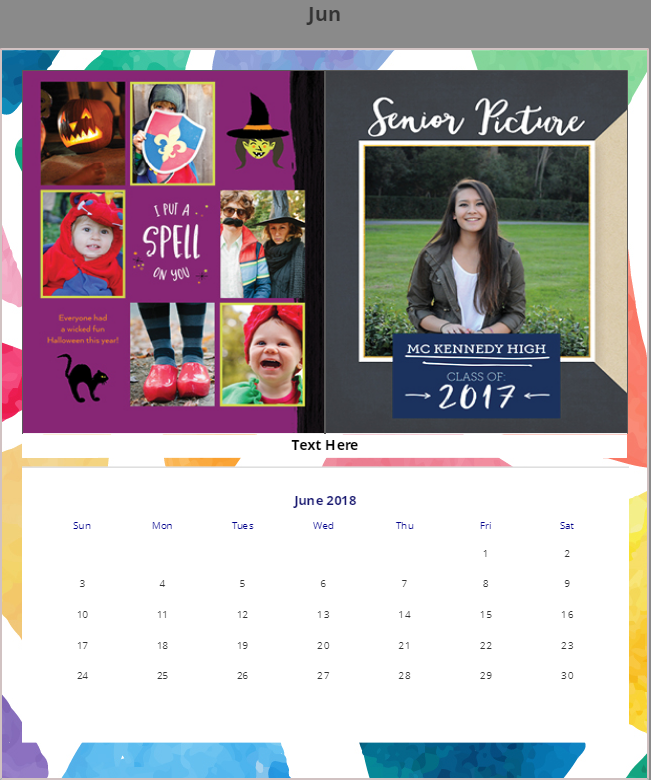 Jun
I PUT A
SPELL
ON YOU
Everyone had
a wicked fun
Halloween this year!
Senior Picture
MC KENNEDY HIGH
CLASS OF:
2017
Text Here
June 2018
Sun Mon Tues Wed Thu Fri Sat
1 2
3 4 5 6 7 8 9
10 11 12 13 14 15 16
17 18 19 20 21 22 23
24 25 26 27 28 29 30